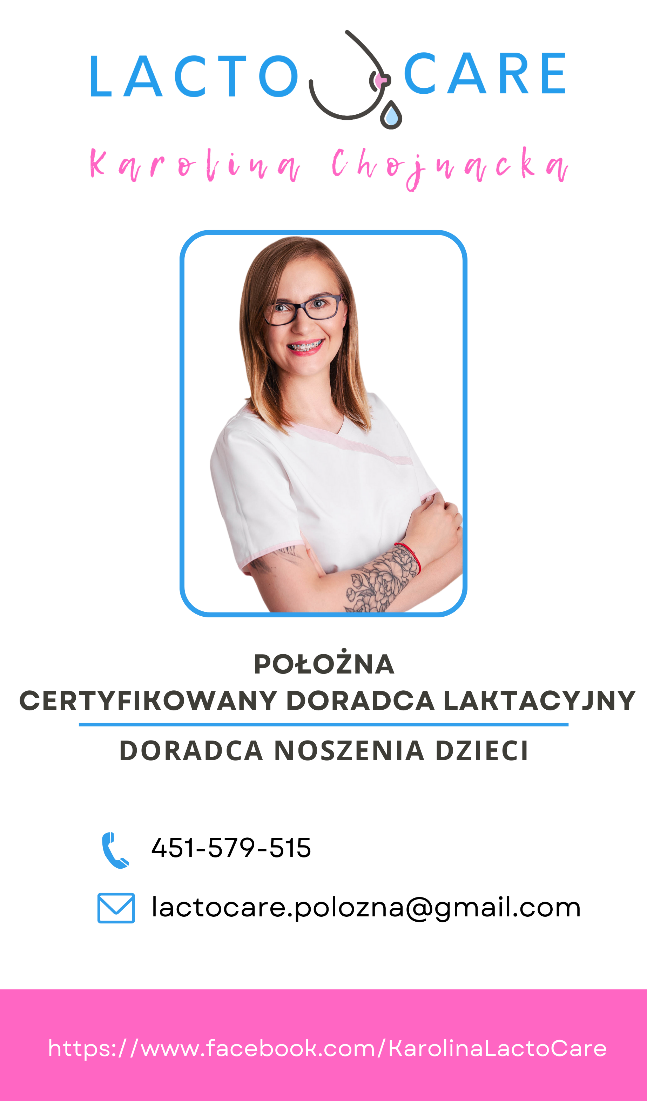 LACTO CARE
Karolina Chojnacka
POŁOŻNA
CERTYFIKOWANY DORADCA LAKTACYJNY
DORADCA NOSZENIA DZIECI
451-579-515
lactocare.polozna@gmail.com
https://www.facebook.com/KarolinaLactoCare